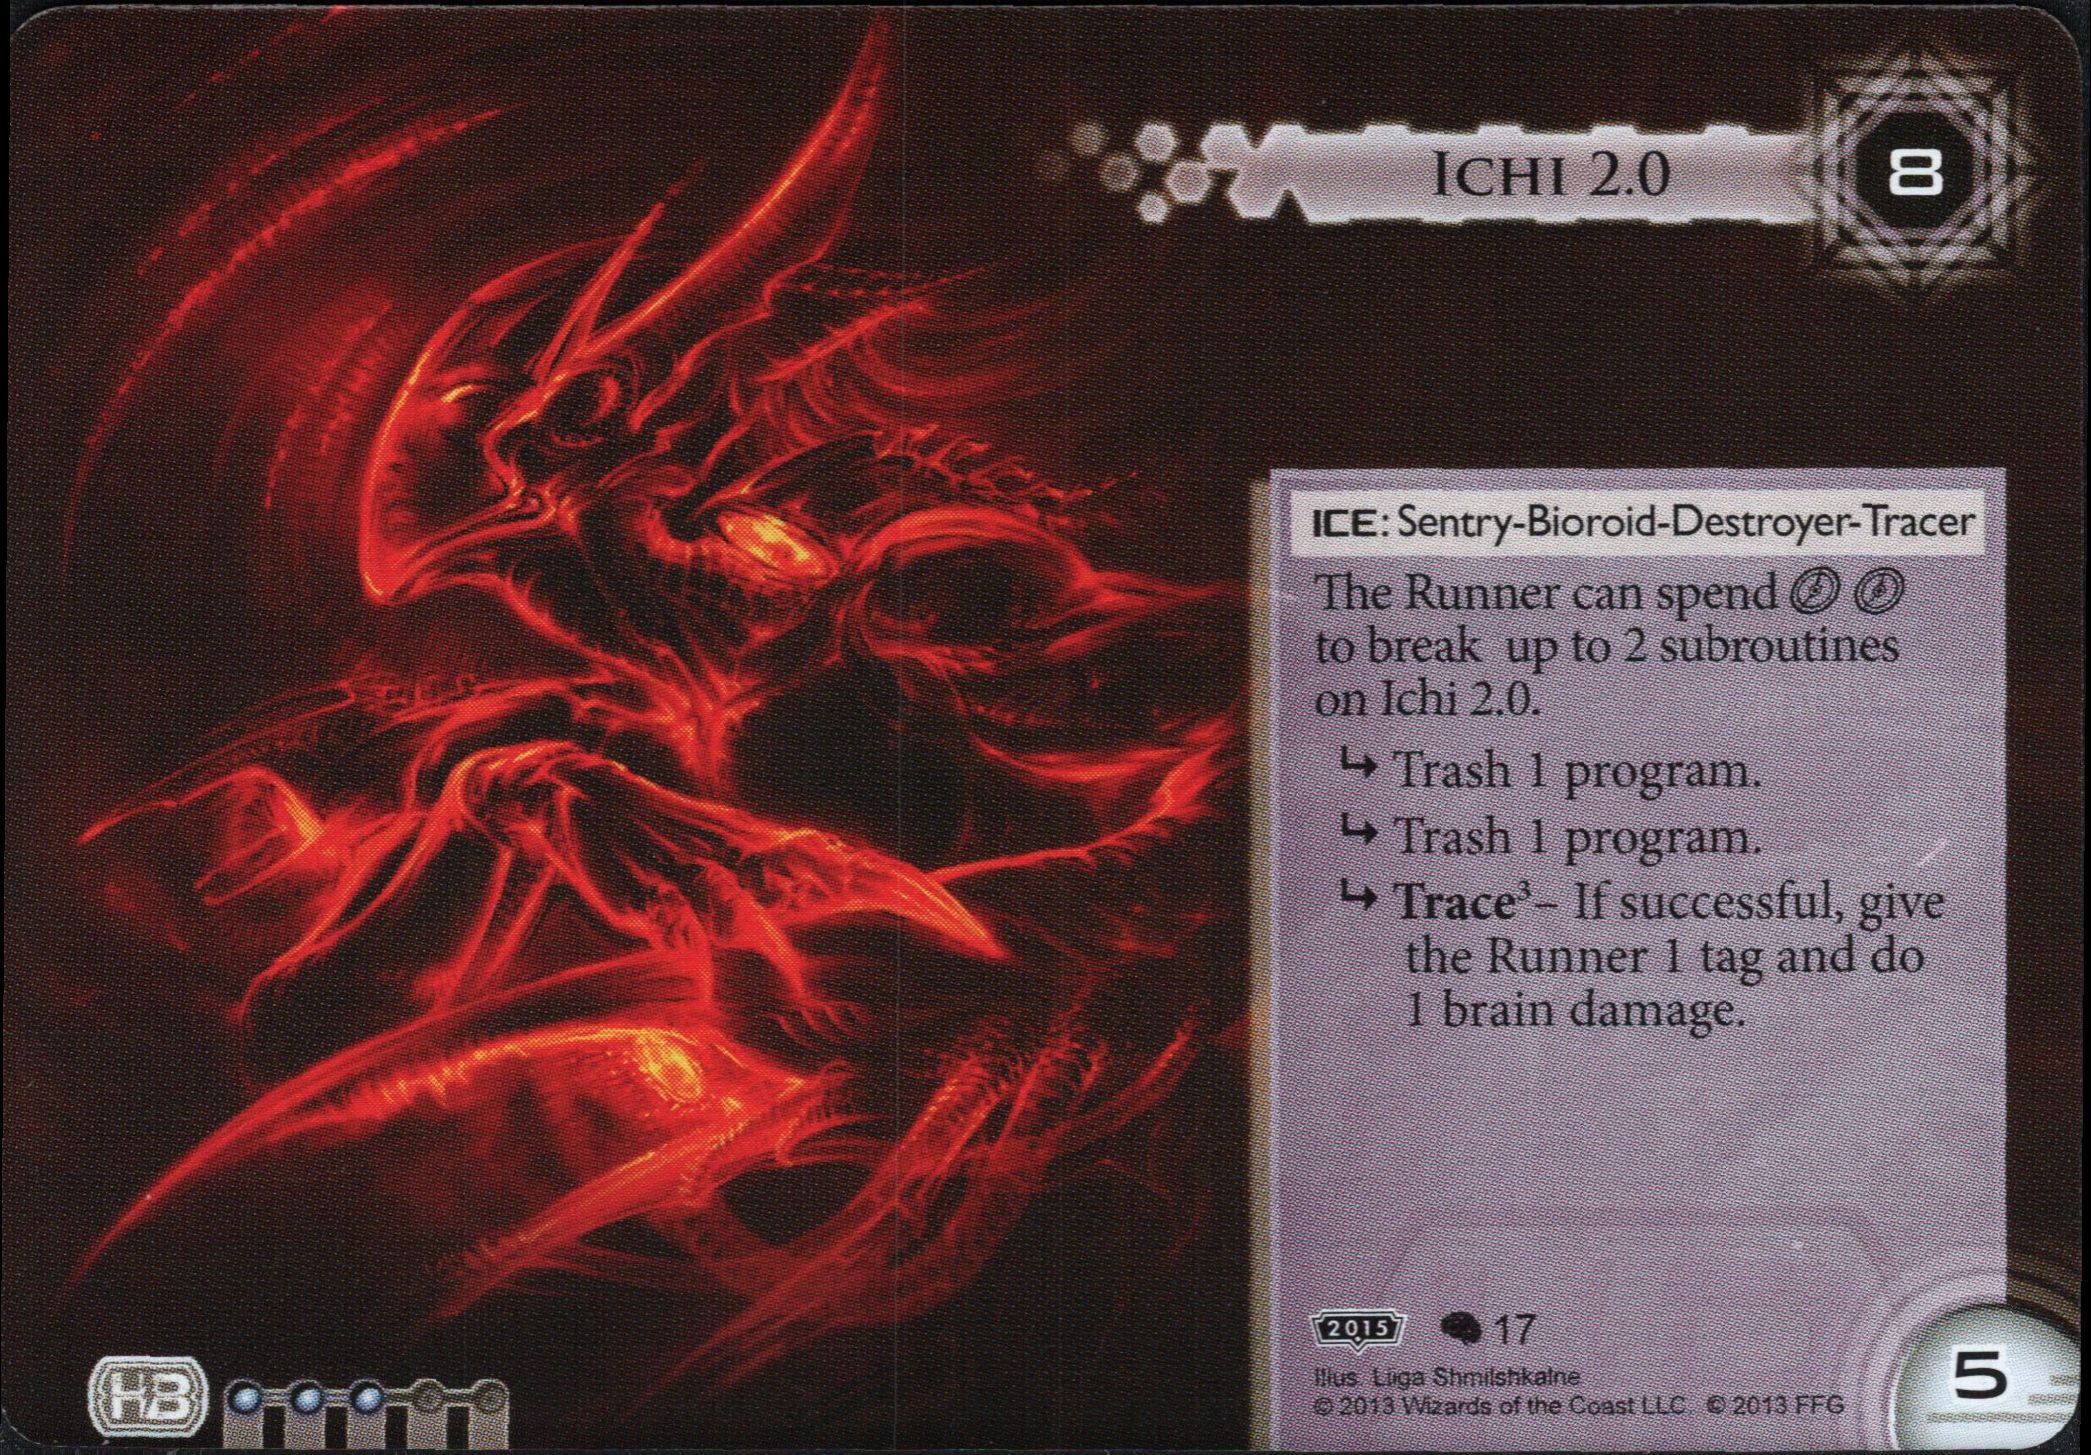 Ichi 2.0
8
ICE: Sentry-Bioroid-Destroyer-Tracer
The Runner can spend
to break up to 2 subroutines
on Ichi 2.0.
↳ Trash 1 program.
↳ Trash 1 program.
↳ Trace³– If successful, give
the Runner 1 tag and do
1 brain damage.
2015 17
Illus. Liiga Shmilshkalne
© 2013 Wizards of the Coast LLC. © 2013 FFG
5
HB